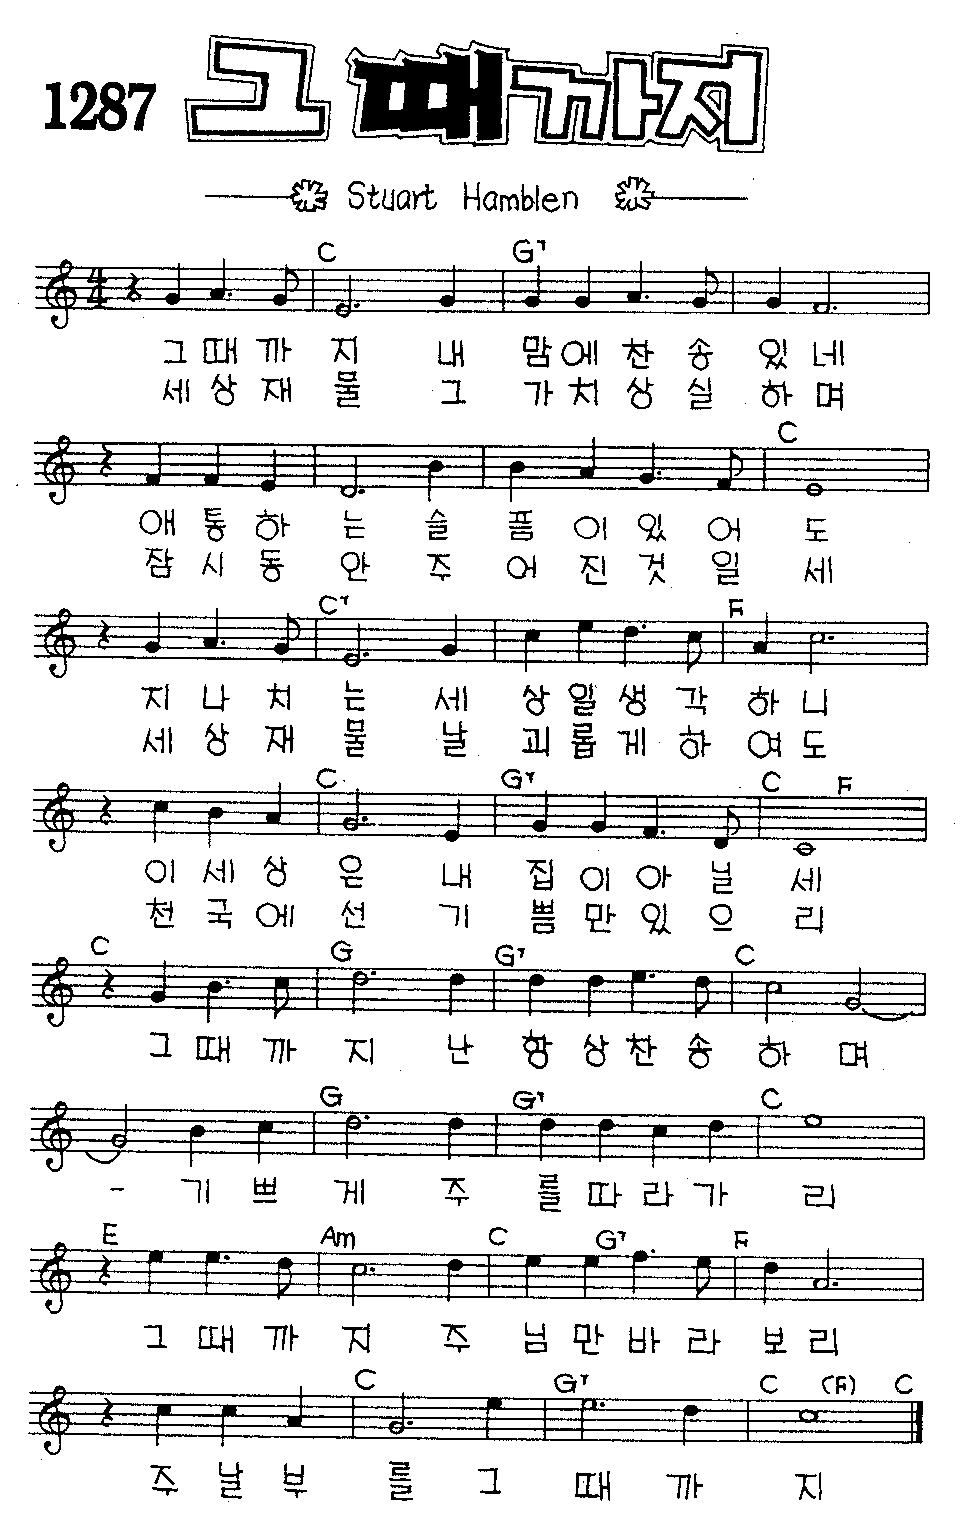 1287 그때까지
Stuart Hamblen
C G7
그 때 까 지 내 맘 에 찬 송 있 네
세 상 재 물 그 가 치 상 실 하 며
C
애 통 하 는 슬 픔 이 있 어 도
잠 시 동 안 주 어 진 것 일 세
C7 F
지 나 치 는 세 상 일 생 각 하 니
세 상 재 물 날 괴 롭 게 하 여 도
C G7 C F
이 세 상 은 내 집 이 아 닐 세
천 국 에 선 기 쁨 만 있 으 리
C G G7 C
그 때 까 지 난 항 상 찬 송 하 며
G G7 C
- 기 쁘 게 주 를 따 라 가 리
E Am C G7 F
그 때 까 지 주 님 만 바 라 보 리
C G7 C (F) C
주 날 부 를 그 때 까 지